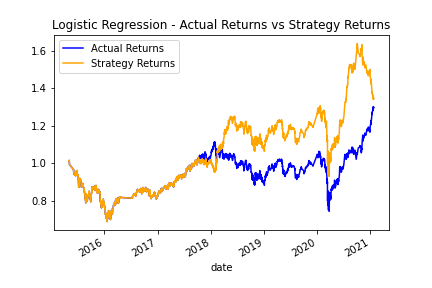 Logistic Regression - Actual Returns vs Strategy Returns
Actual Returns
Strategy Returns
1.6
1.4
1.2
1.0
0.8
2016
2017
2018
2019
2020
2021
date